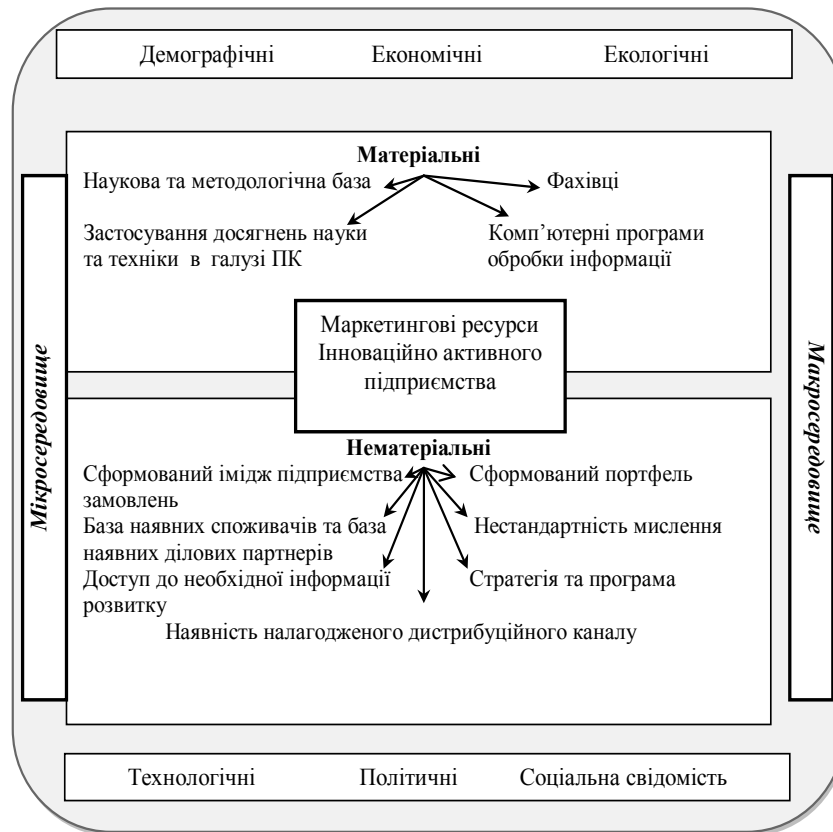 Демографічні Економічні Екологічні
Матеріальні
Наукова та методологічна база Фахівці
Застосування досягнень науки Комп’ютерні програми
та техніки в галузі ПК обробки інформації
Маркетингові ресурси
Інноваційно активного
підприємства
Мікросередовище
Макросередовище
Нематеріальні
Сформований імідж підприємства Сформований портфель
замовлень
База наявних споживачів та база Нестандартність мислення
наявних ділових партнерів
Доступ до необхідної інформації Стратегія та програма
розвитку
Наявність налагодженого дистрибуційного каналу
Технологічні Політичні Соціальна свідомість